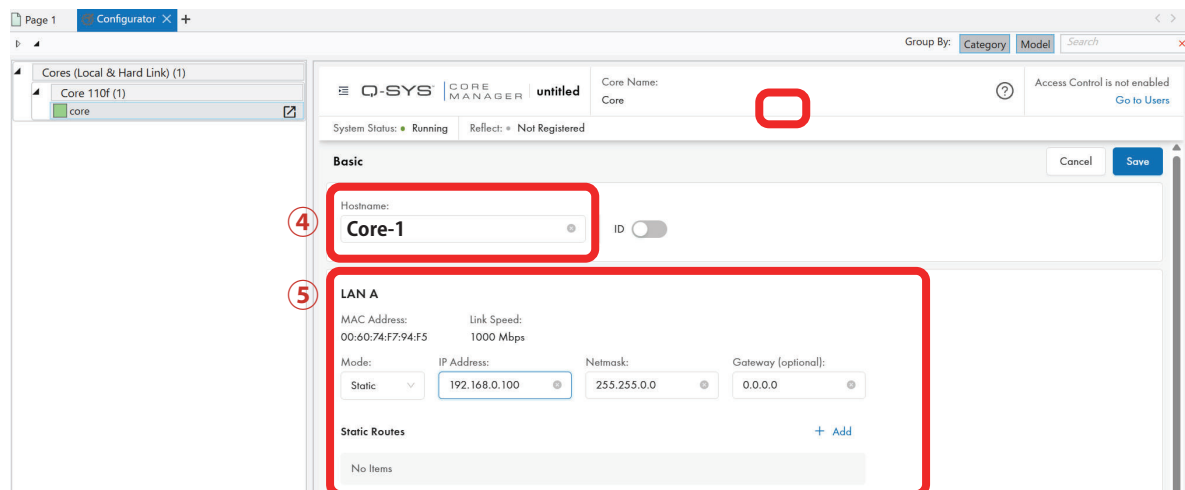 Page 1
Configurator
Group By: Category Model Search
Cores (Local & Hard Link) (1)
Core 110f (1)
core
Q-SYS CORE MANAGER untitled
Core Name:
Core
Access Control is not enabled
Go to Users
System Status: Running Reflect: Not Registered
Basic
Cancel Save
④
Hostname:
Core-1
ID
⑤
LAN A
MAC Address: Link Speed:
00:60:74:F7:94:F5 1000 Mbps
Mode: IP Address: Netmask: Gateway (optional):
Static 192.168.0.100 255.255.0.0 0.0.0.0
Static Routes + Add
No Items